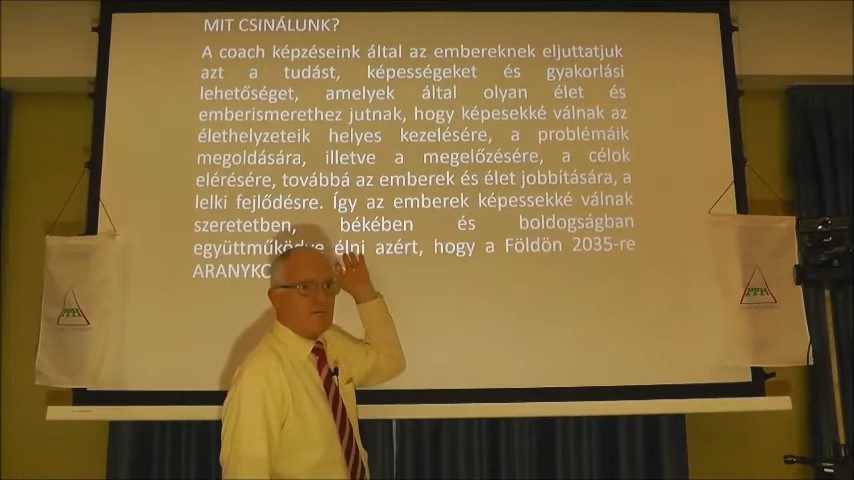 MIT CSINÁLUNK?
A coach képzéseink által az embereknek eljuttatjuk
azt a tudást, képességeket és gyakorlási
lehetőséget, amelyek által olyan élet és
emberismerethez jutnak, hogy képesekké válnak az
élethelyzeteik helyes kezelésére, a problémáik
megoldására, illetve a megelőzésére, a célok
elérésére, továbbá az emberek és élet jobbítására, a
lelki fejlődésre. Így az emberek képesekké válnak
szeretetben, békében és boldogságban
együttműködve élni azért, hogy a Földön 2035-re
ARANYKO
PFH
PFH